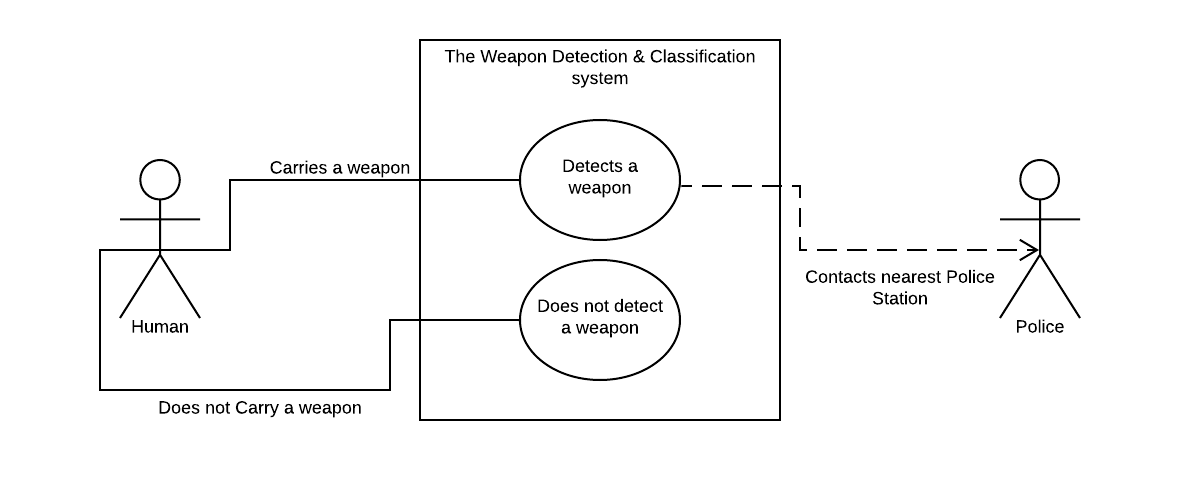 The Weapon Detection & Classification
system
Carries a weapon
Detects a
weapon
Contacts nearest Police
Station
Does not detect
a weapon
Human
Police
Does not Carry a weapon